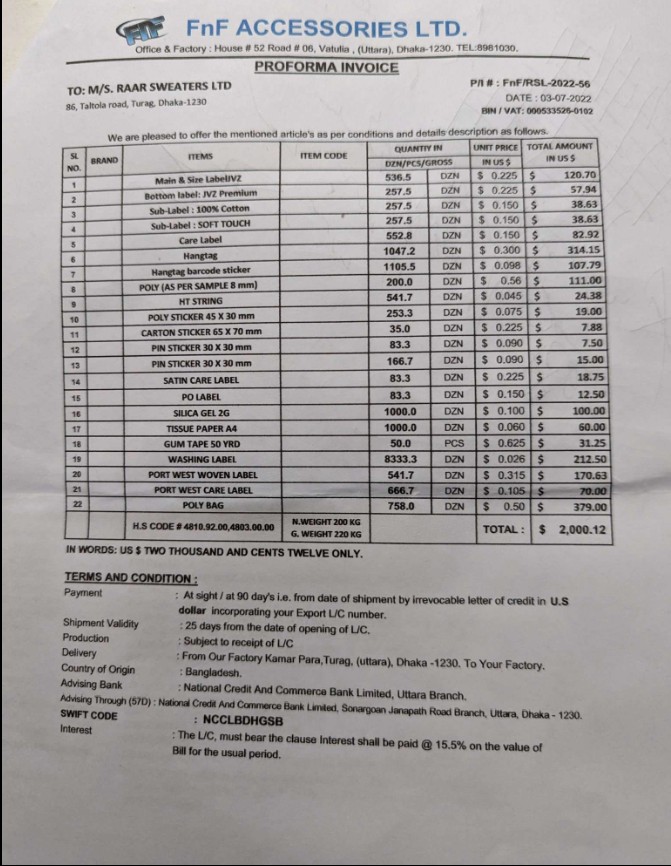 FnF FnF ACCESSORIES LTD.
Office & Factory : House # 52 Road # 06, Vatulia , (Uttara), Dhaka-1230. TEL:8981030.
PROFORMA INVOICE
TO: M/S. RAAR SWEATERS LTD
86, Taltola road, Turag, Dhaka-1230
P/I # : FnF/RSL-2022-56
DATE : 03-07-2022
BIN / VAT: 000533526-0102
We are pleased to offer the mentioned article's as per conditions and details description as follows.
SL NO. BRAND ITEMS ITEM CODE QUANTIY IN DZN/PCS/GROSS UNIT PRICE IN US $ TOTAL AMOUNT IN US $
1 Main & Size LabelJVZ 536.5 DZN $ 0.225 $ 120.70
2 Bottom label: JVZ Premium 257.5 DZN $ 0.225 $ 57.94
3 Sub-Label : 100% Cotton 257.5 DZN $ 0.150 $ 38.63
4 Sub-Label : SOFT TOUCH 257.5 DZN $ 0.150 $ 38.63
5 Care Label 552.8 DZN $ 0.150 $ 82.92
6 Hangtag 1047.2 DZN $ 0.300 $ 314.15
7 Hangtag barcode sticker 1105.5 DZN $ 0.098 $ 107.79
8 POLY (AS PER SAMPLE 8 mm) 200.0 DZN $ 0.56 $ 111.00
9 HT STRING 541.7 DZN $ 0.045 $ 24.38
10 POLY STICKER 45 X 30 mm 253.3 DZN $ 0.075 $ 19.00
11 CARTON STICKER 65 X 70 mm 35.0 DZN $ 0.225 $ 7.88
12 PIN STICKER 30 X 30 mm 83.3 DZN $ 0.090 $ 7.50
13 PIN STICKER 30 X 30 mm 166.7 DZN $ 0.090 $ 15.00
14 SATIN CARE LABEL 83.3 DZN $ 0.225 $ 18.75
15 PO LABEL 83.3 DZN $ 0.150 $ 12.50
16 SILICA GEL 2G 1000.0 DZN $ 0.100 $ 100.00
17 TISSUE PAPER A4 1000.0 DZN $ 0.060 $ 60.00
18 GUM TAPE 50 YRD 50.0 PCS $ 0.625 $ 31.25
19 WASHING LABEL 8333.3 DZN $ 0.026 $ 212.50
20 PORT WEST WOVEN LABEL 541.7 DZN $ 0.315 $ 170.63
21 PORT WEST CARE LABEL 666.7 DZN $ 0.105 $ 70.00
22 POLY BAG 758.0 DZN $ 0.50 $ 379.00
H.S CODE # 4810.92.00,4803.00.00 N.WEIGHT 200 KG G. WEIGHT 220 KG TOTAL : $ 2,000.12
IN WORDS: US $ TWO THOUSAND AND CENTS TWELVE ONLY.
TERMS AND CONDITION :
Payment : At sight / at 90 day's i.e. from date of shipment by irrevocable letter of credit in U.S
dollar incorporating your Export L/C number.
Shipment Validity : 25 days from the date of opening of L/C.
Production : Subject to receipt of L/C
Delivery : From Our Factory Kamar Para,Turag, (uttara), Dhaka -1230. To Your Factory.
Country of Origin : Bangladesh.
Advising Bank : National Credit And Commerce Bank Limited, Uttara Branch.
Advising Through (57D) : National Credit And Commerce Bank Limited, Sonargoan Janapath Road Branch, Uttara, Dhaka - 1230.
SWIFT CODE : NCCLBDHGSB
Interest : The L/C, must bear the clause Interest shall be paid @ 15.5% on the value of
Bill for the usual period.